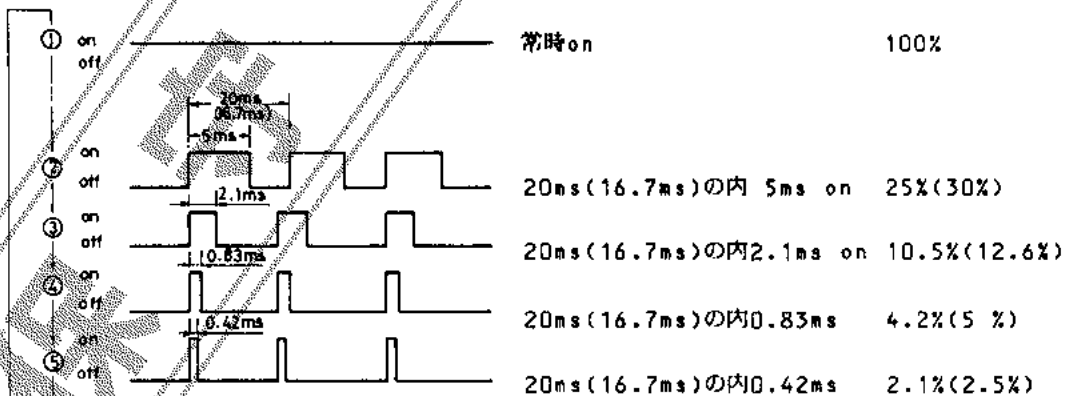 ① on 常時on 100%
off
20ms
(16.7ms)
5ms
② on
off 20ms(16.7ms)の内 5ms on 25%(30%)
2.1ms
③ on
off 20ms(16.7ms)の内2.1ms on 10.5%(12.6%)
0.83ms
④ on
off 20ms(16.7ms)の内0.83ms 4.2%(5 %)
0.42ms
⑤ on
off 20ms(16.7ms)の内0.42ms 2.1%(2.5%)